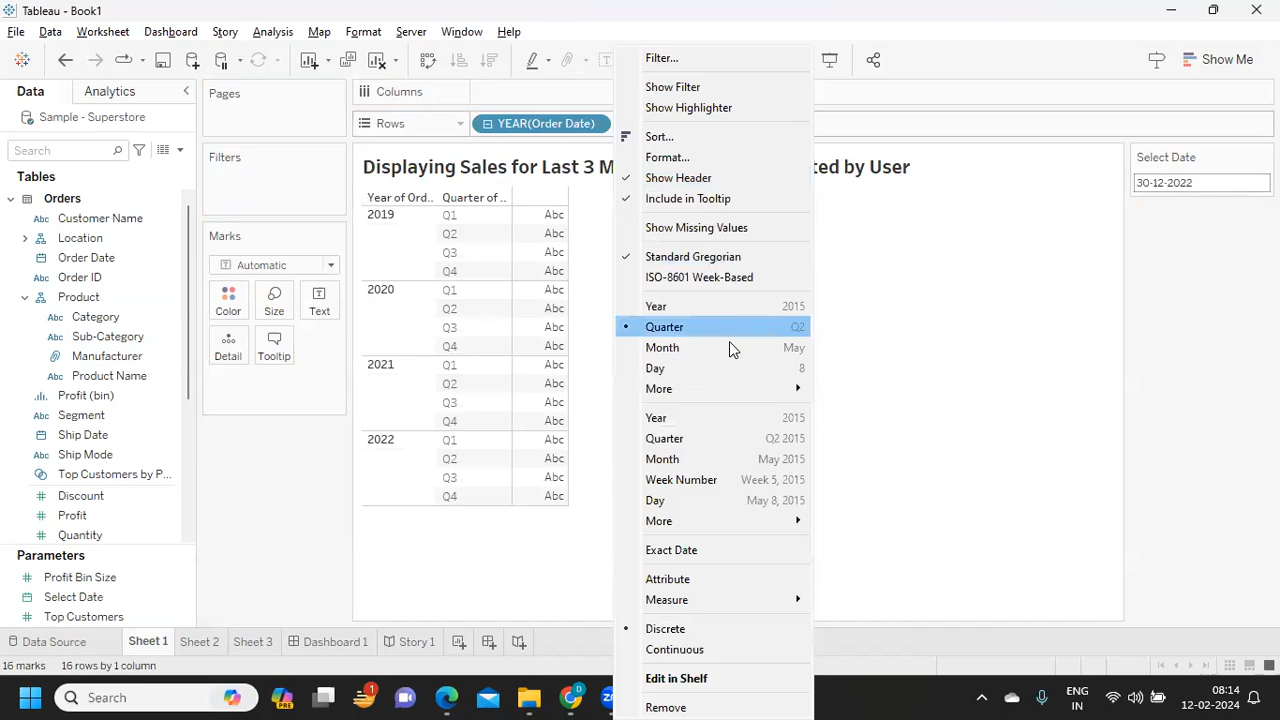 Tableau - Book1
File Data Worksheet Dashboard Story Analysis Map Format Server Window Help
Show Me
Data Analytics
Sample - Superstore
Search
Tables
Orders
Customer Name
Location
Order Date
Order ID
Product
Category
Sub-Category
Manufacturer
Product Name
Profit (bin)
Segment
Ship Date
Ship Mode
Top Customers by P...
Discount
Profit
Quantity
Parameters
Profit Bin Size
Select Date
Top Customers
Pages
Filters
Marks
Automatic
Color Size Text
Detail Tooltip
Columns
Rows YEAR(Order Date)
Displaying Sales for Last 3 M
ted by User
Year of Ord.. Quarter of ..
2019 Q1 Abc
Q2 Abc
Q3 Abc
Q4 Abc
2020 Q1 Abc
Q2 Abc
Q3 Abc
Q4 Abc
2021 Q1 Abc
Q2 Abc
Q3 Abc
Q4 Abc
2022 Q1 Abc
Q2 Abc
Q3 Abc
Q4 Abc
Filter...
Show Filter
Show Highlighter
Sort...
Format...
Show Header
Include in Tooltip
Show Missing Values
Standard Gregorian
ISO-8601 Week-Based
Year 2015
Quarter Q2
Month May
Day 8
More
Year 2015
Quarter Q2 2015
Month May 2015
Week Number Week 5, 2015
Day May 8, 2015
More
Exact Date
Attribute
Measure
Discrete
Continuous
Edit in Shelf
Remove
Select Date
30-12-2022
Data Source Sheet 1 Sheet 2 Sheet 3 Dashboard 1 Story 1
16 marks 16 rows by 1 column
Search
PRE
1
ENG
IN
08:14
12-02-2024